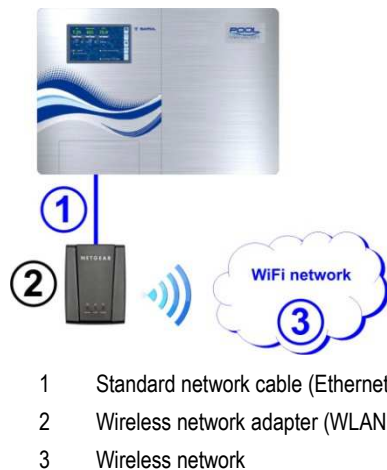 POOL
1
NETGEAR
2
WiFi network
3
1 Standard network cable (Ethernet
2 Wireless network adapter (WLAN
3 Wireless network